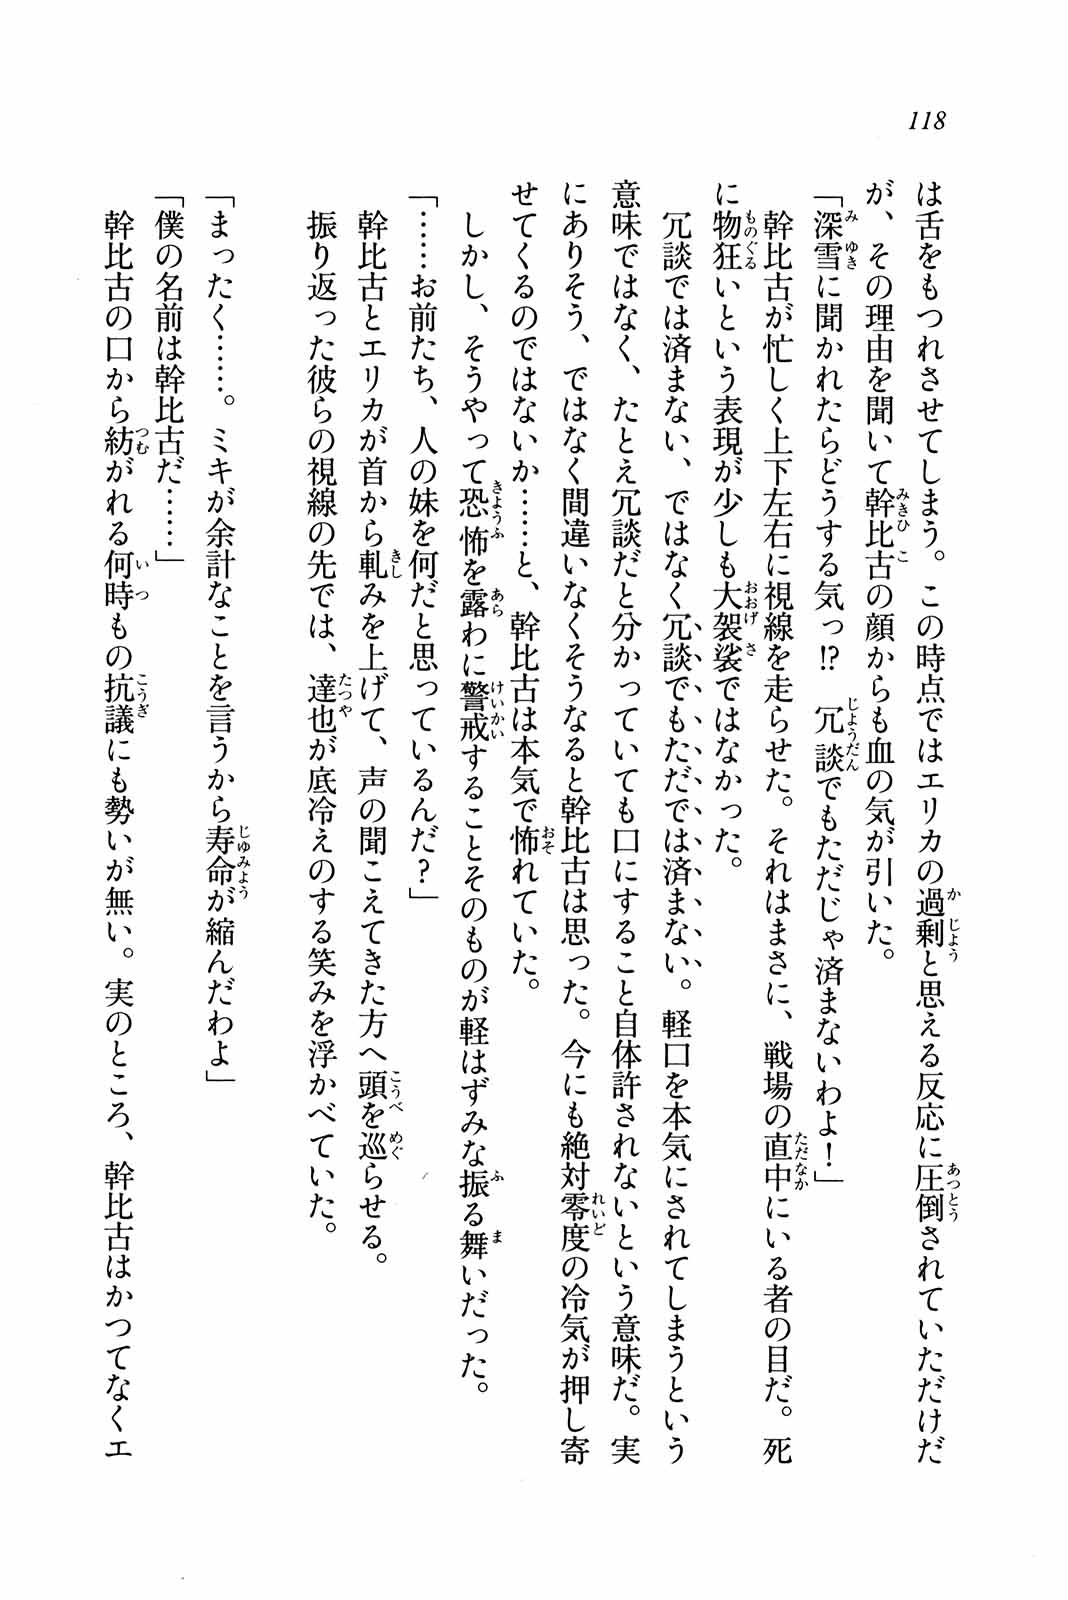 118
は舌をもつれさせてしまう。この時点ではエリカの過剰と思える反応に圧倒されていただけだ
が、その理由を聞いて幹比古の顔からも血の気が引いた。
「深雪に聞かれたらどうする気っ!?　冗談でもただじゃ済まないわよ！」
幹比古が忙しく上下左右に視線を走らせた。それはまさに、戦場の直中にいる者の目だ。死
に物狂いという表現が少しも大袈裟ではなかった。
冗談では済まない、ではなく冗談でもただでは済まない。軽口を本気にされてしまうという
意味ではなく、たとえ冗談だと分かっていても口にすること自体許されないという意味だ。実
にありそう、ではなく間違いなくそうなると幹比古は思った。今にも絶対零度の冷気が押し寄
せてくるのではないか……と、幹比古は本気で怖れていた。
しかし、そうやって恐怖を露わに警戒することそのものが軽はずみな振る舞いだった。
「……お前たち、人の妹を何だと思っているんだ？」
幹比古とエリカが首から軋みを上げて、声の聞こえてきた方へ頭を巡らせる。
振り返った彼らの視線の先では、達也が底冷えのする笑みを浮かべていた。
「まったく……。ミキが余計なことを言うから寿命が縮んだわよ」
「僕の名前は幹比古だ……」
幹比古の口から紡がれる何時もの抗議にも勢いが無い。実のところ、幹比古はかつてなくエ